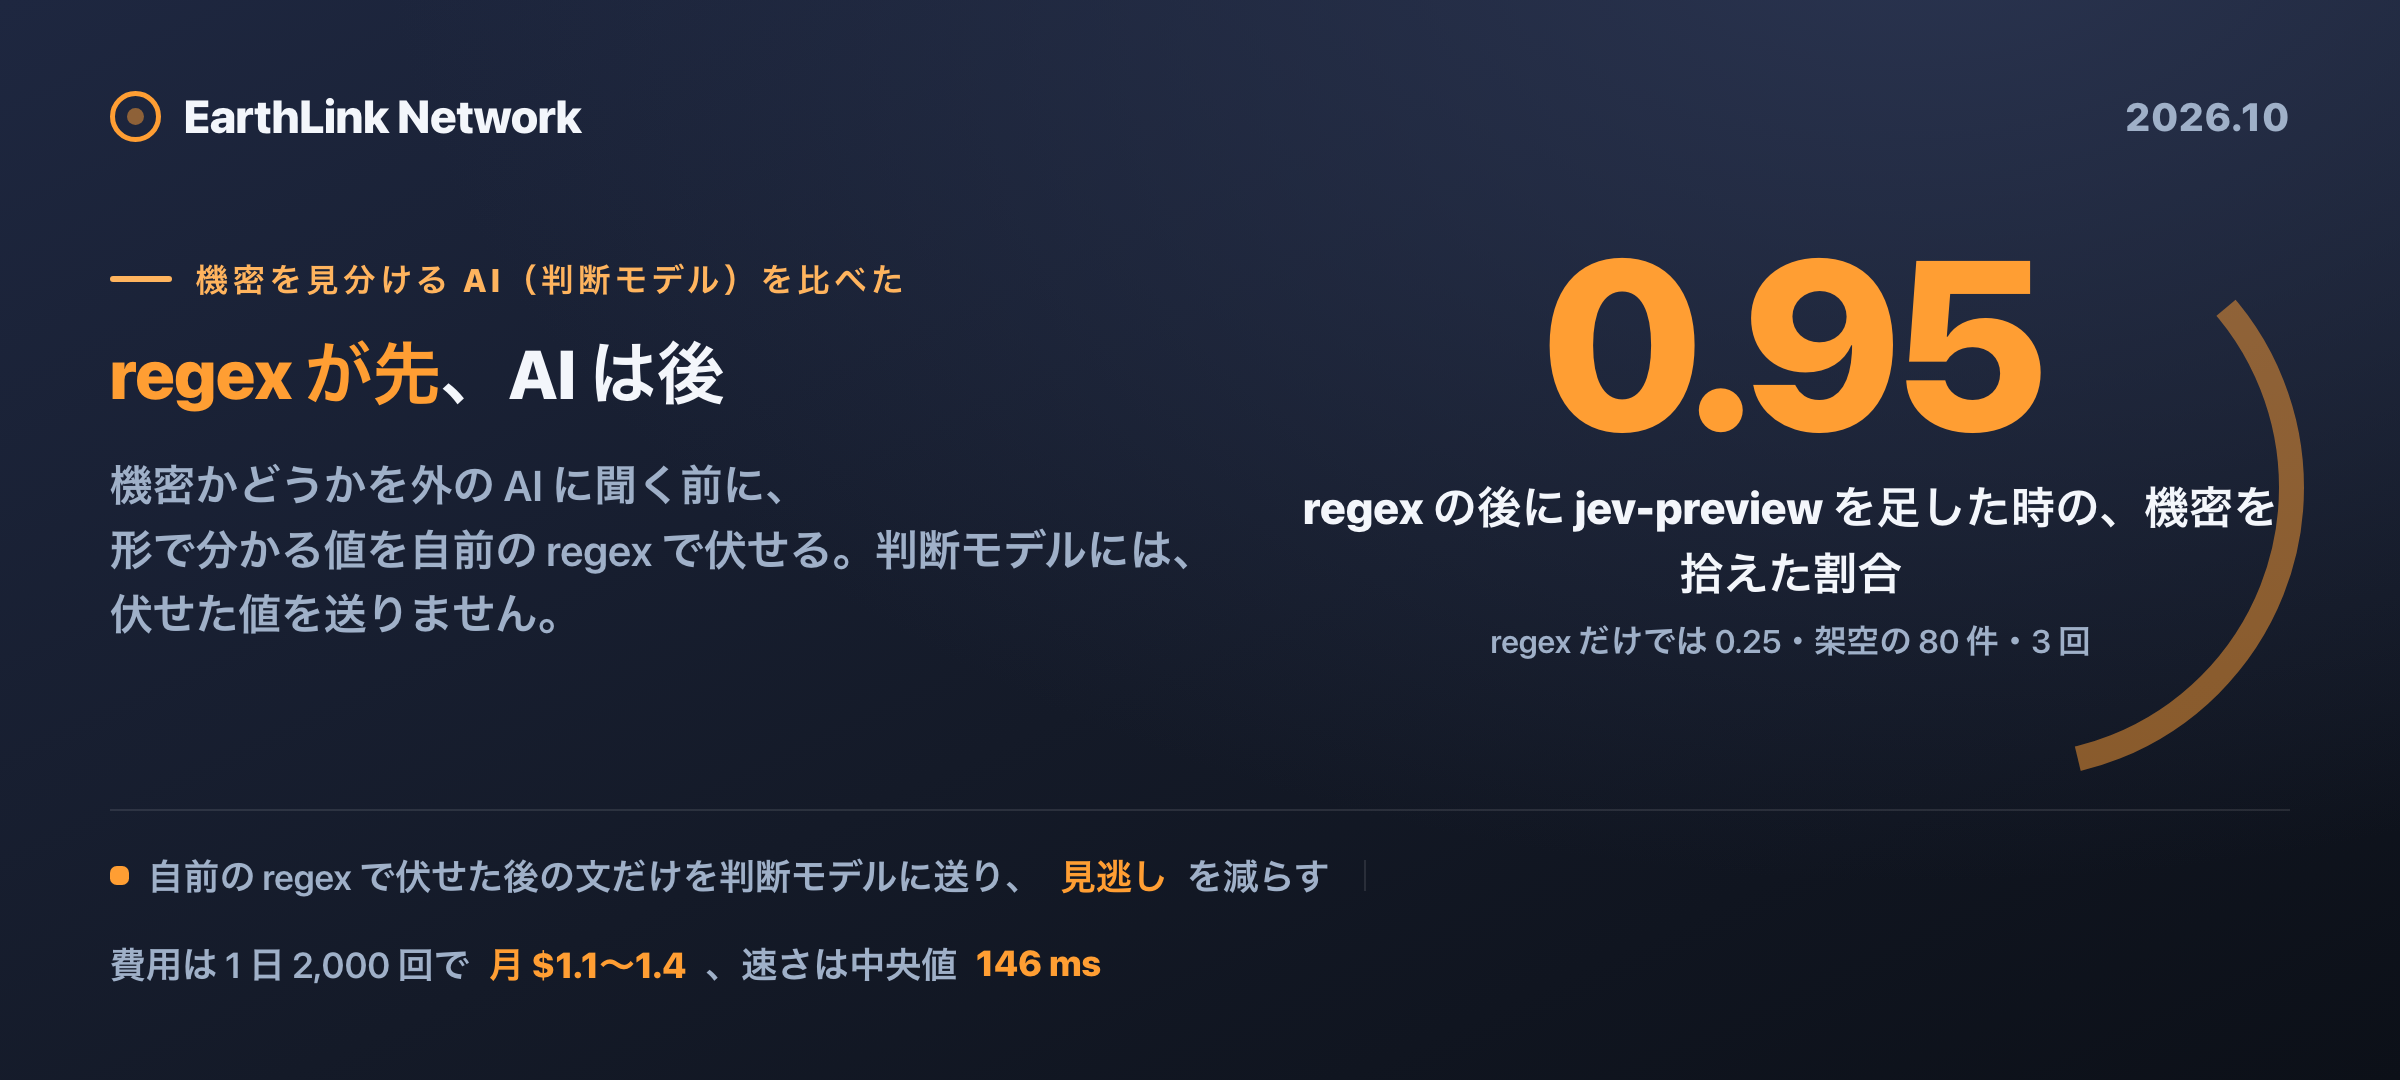 EarthLink Network
2026.10
機密を見分ける AI（判断モデル）を比べた
regex が先、AI は後
機密かどうかを外の AI に聞く前に、
形で分かる値を自前の regex で伏せる。判断モデルには、
伏せた値を送りません。
0.95
regex の後に jev-preview を足した時の、機密を
拾えた割合
regex だけでは 0.25・架空の 80 件・3 回
自前の regex で伏せた後の文だけを判断モデルに送り、 見逃し を減らす
費用は 1 日 2,000 回で 月 $1.1〜1.4 、速さは中央値 146 ms